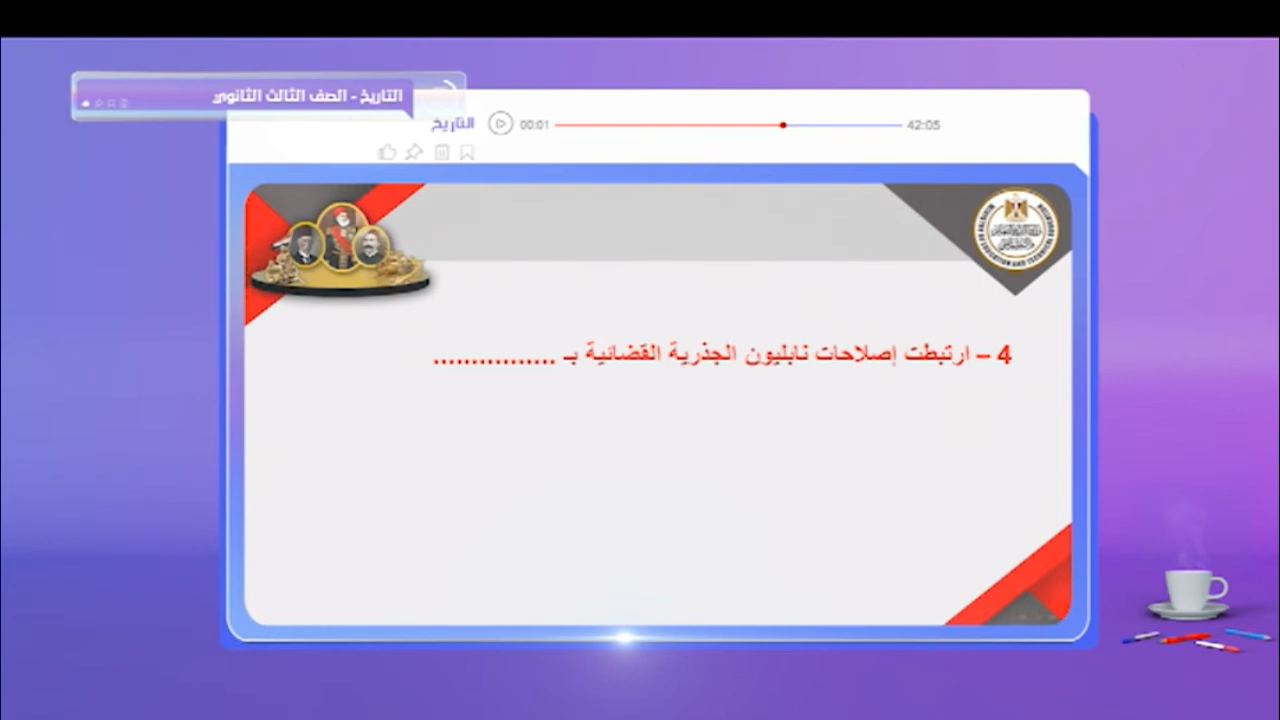 التاريخ - الصف الثالث الثانوي
التاريخ
00:01
42:05
4 – ارتبطت إصلاحات نابليون الجذرية القضائية بـ ................